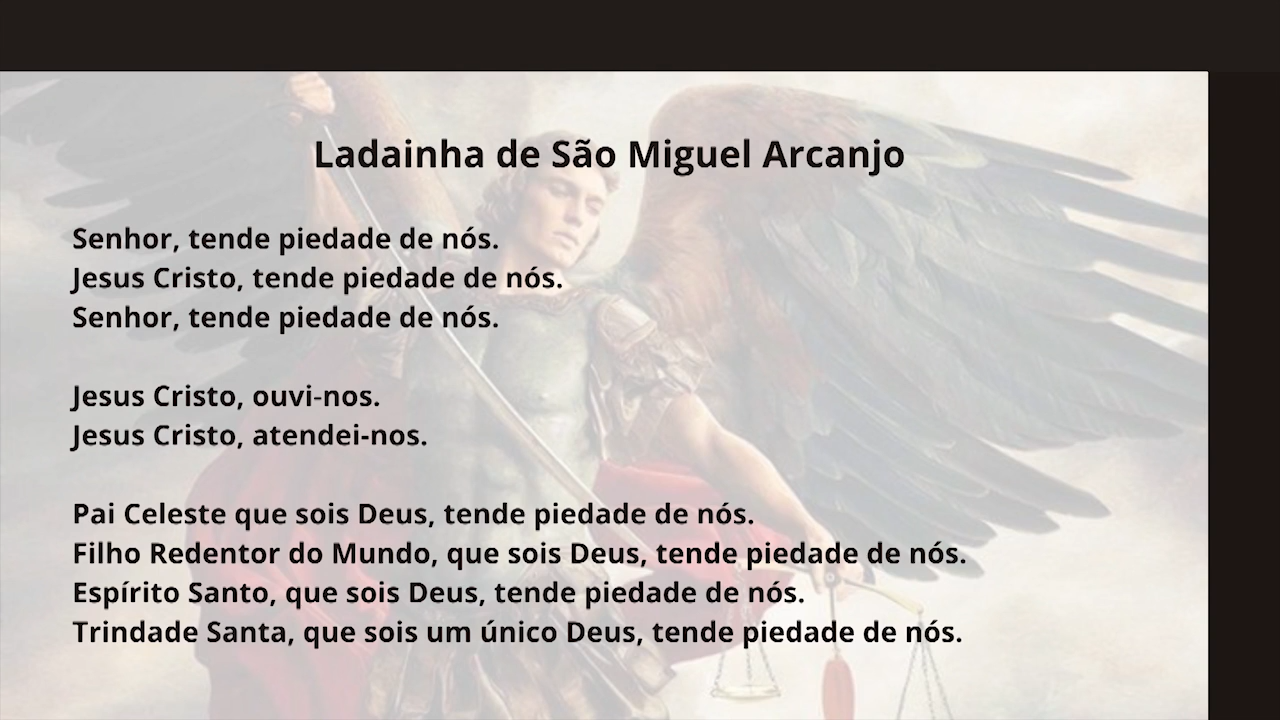 Ladainha de São Miguel Arcanjo
Senhor, tende piedade de nós.
Jesus Cristo, tende piedade de nós.
Senhor, tende piedade de nós.
Jesus Cristo, ouvi-nos.
Jesus Cristo, atendei-nos.
Pai Celeste que sois Deus, tende piedade de nós.
Filho Redentor do Mundo, que sois Deus, tende piedade de nós.
Espírito Santo, que sois Deus, tende piedade de nós.
Trindade Santa, que sois um único Deus, tende piedade de nós.